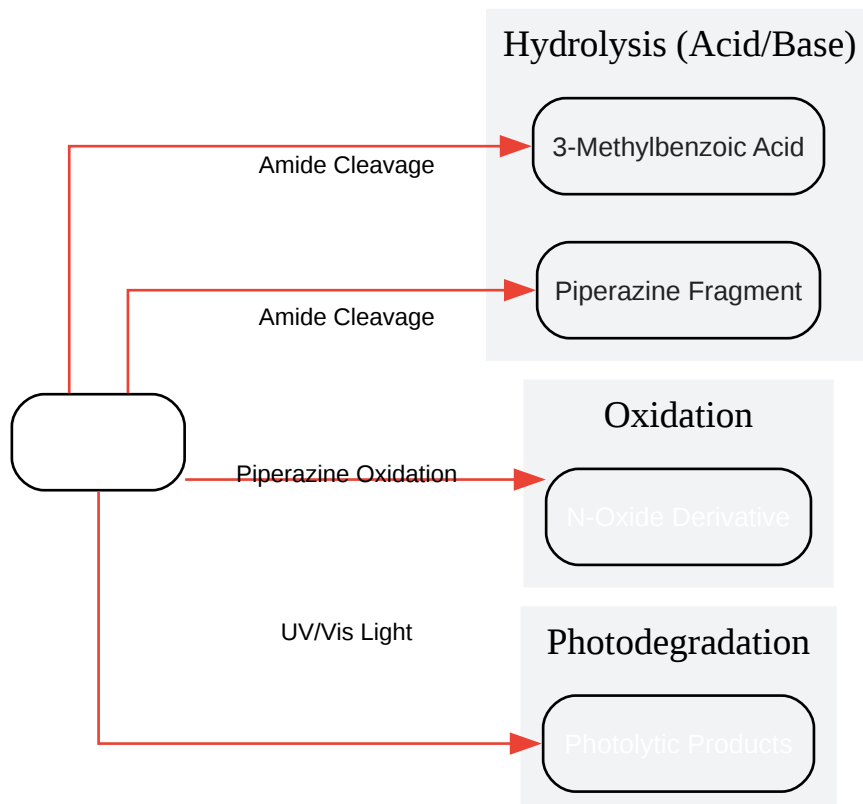 Hydrolysis (Acid/Base)
3-Methylbenzoic Acid
Amide Cleavage
Piperazine Fragment
Amide Cleavage
Oxidation
Piperazine Oxidation
N-Oxide Derivative
UV/Vis Light
Photodegradation
Photolytic Products